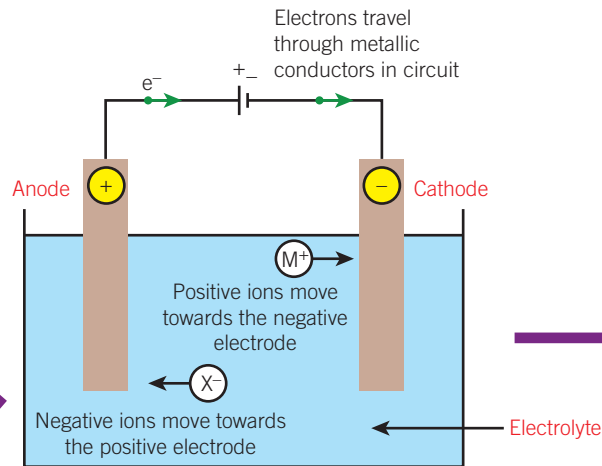 Electrons travel
through metallic
conductors in circuit
e⁻
+ −
Anode
+
−
Cathode
M⁺
Positive ions move
towards the negative
electrode
X⁻
Negative ions move towards
the positive electrode
Electrolyte